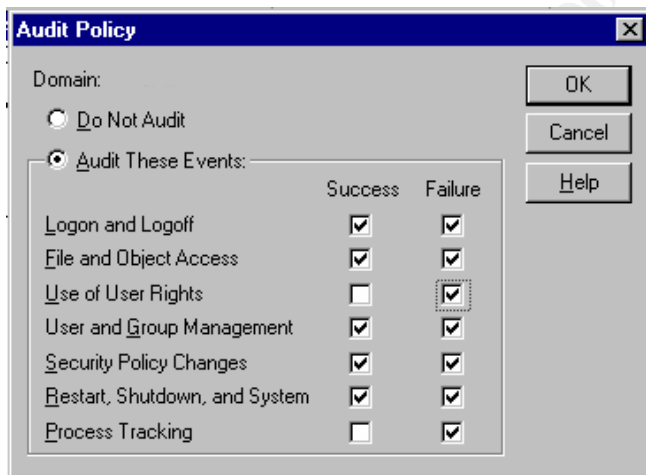 Audit Policy
Domain:
OK
Do Not Audit
Cancel
Audit These Events:
Help
Success Failure
Logon and Logoff
File and Object Access
Use of User Rights
User and Group Management
Security Policy Changes
Restart, Shutdown, and System
Process Tracking